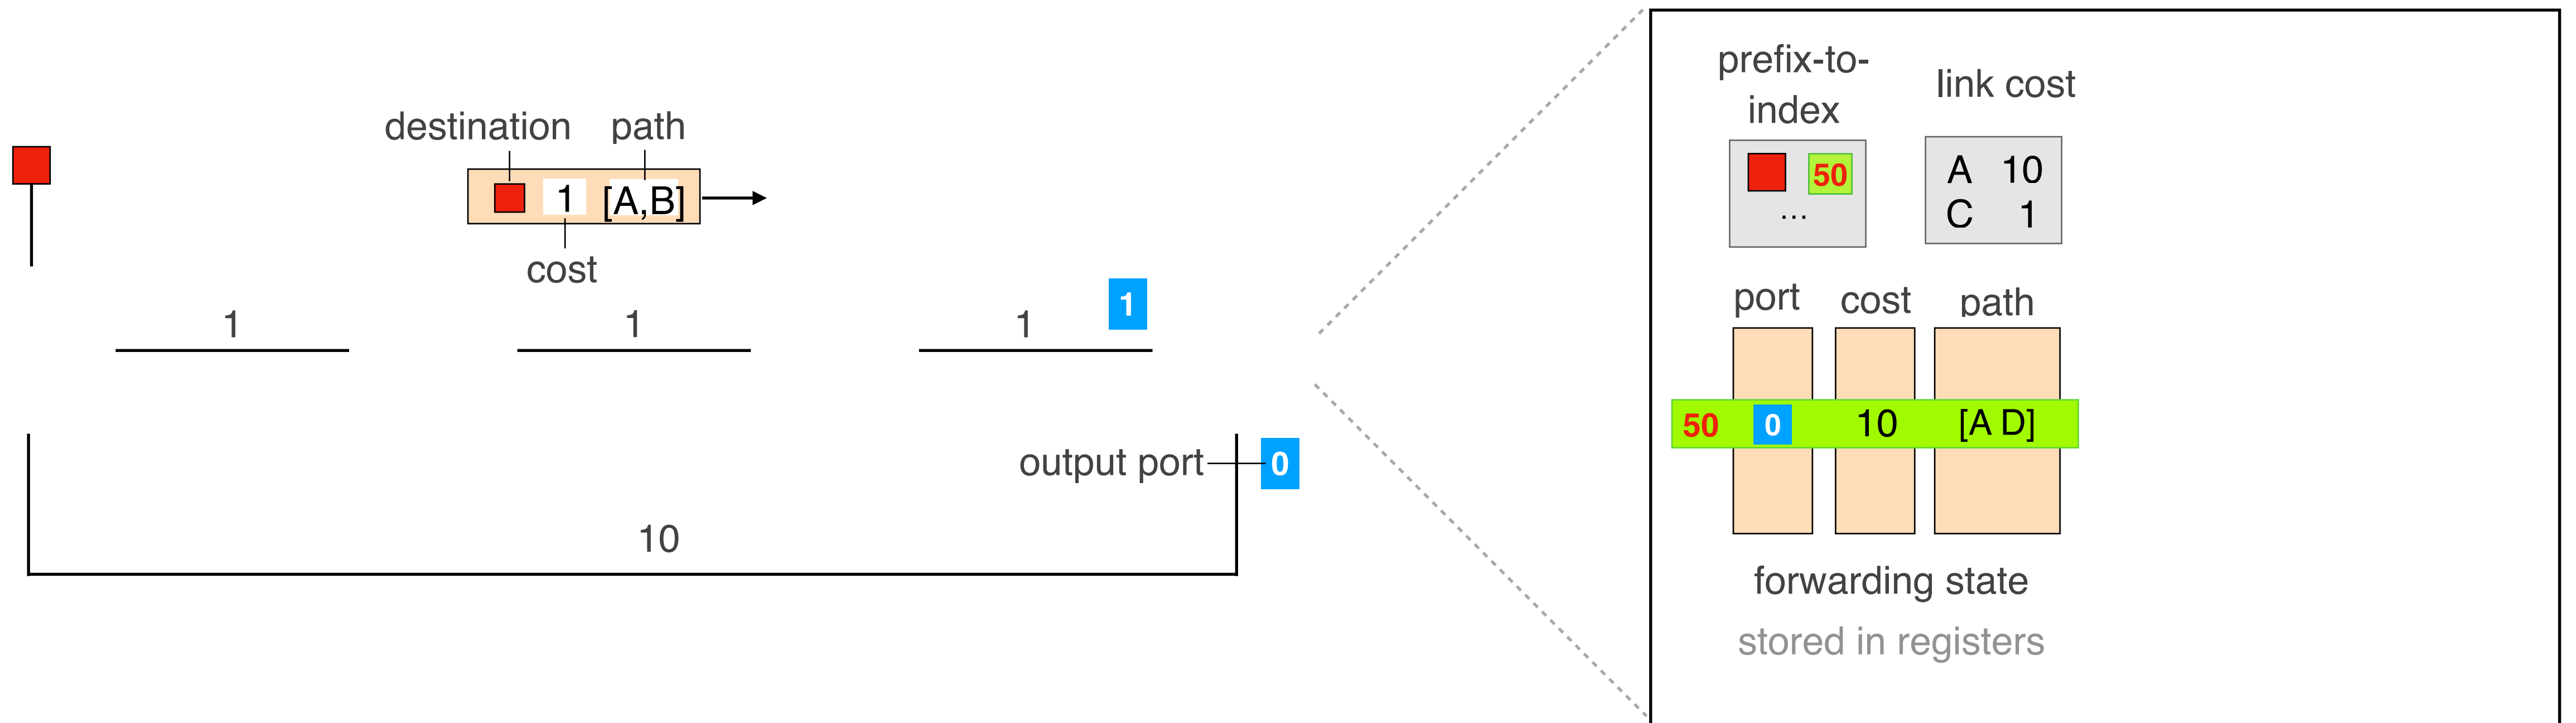 destination path
1 [A,B]
cost
1 1 1 1
output port 0
10
prefix-to-
index
50
...
link cost
A 10
C 1
port cost path
50 0 10 [A D]
forwarding state
stored in registers